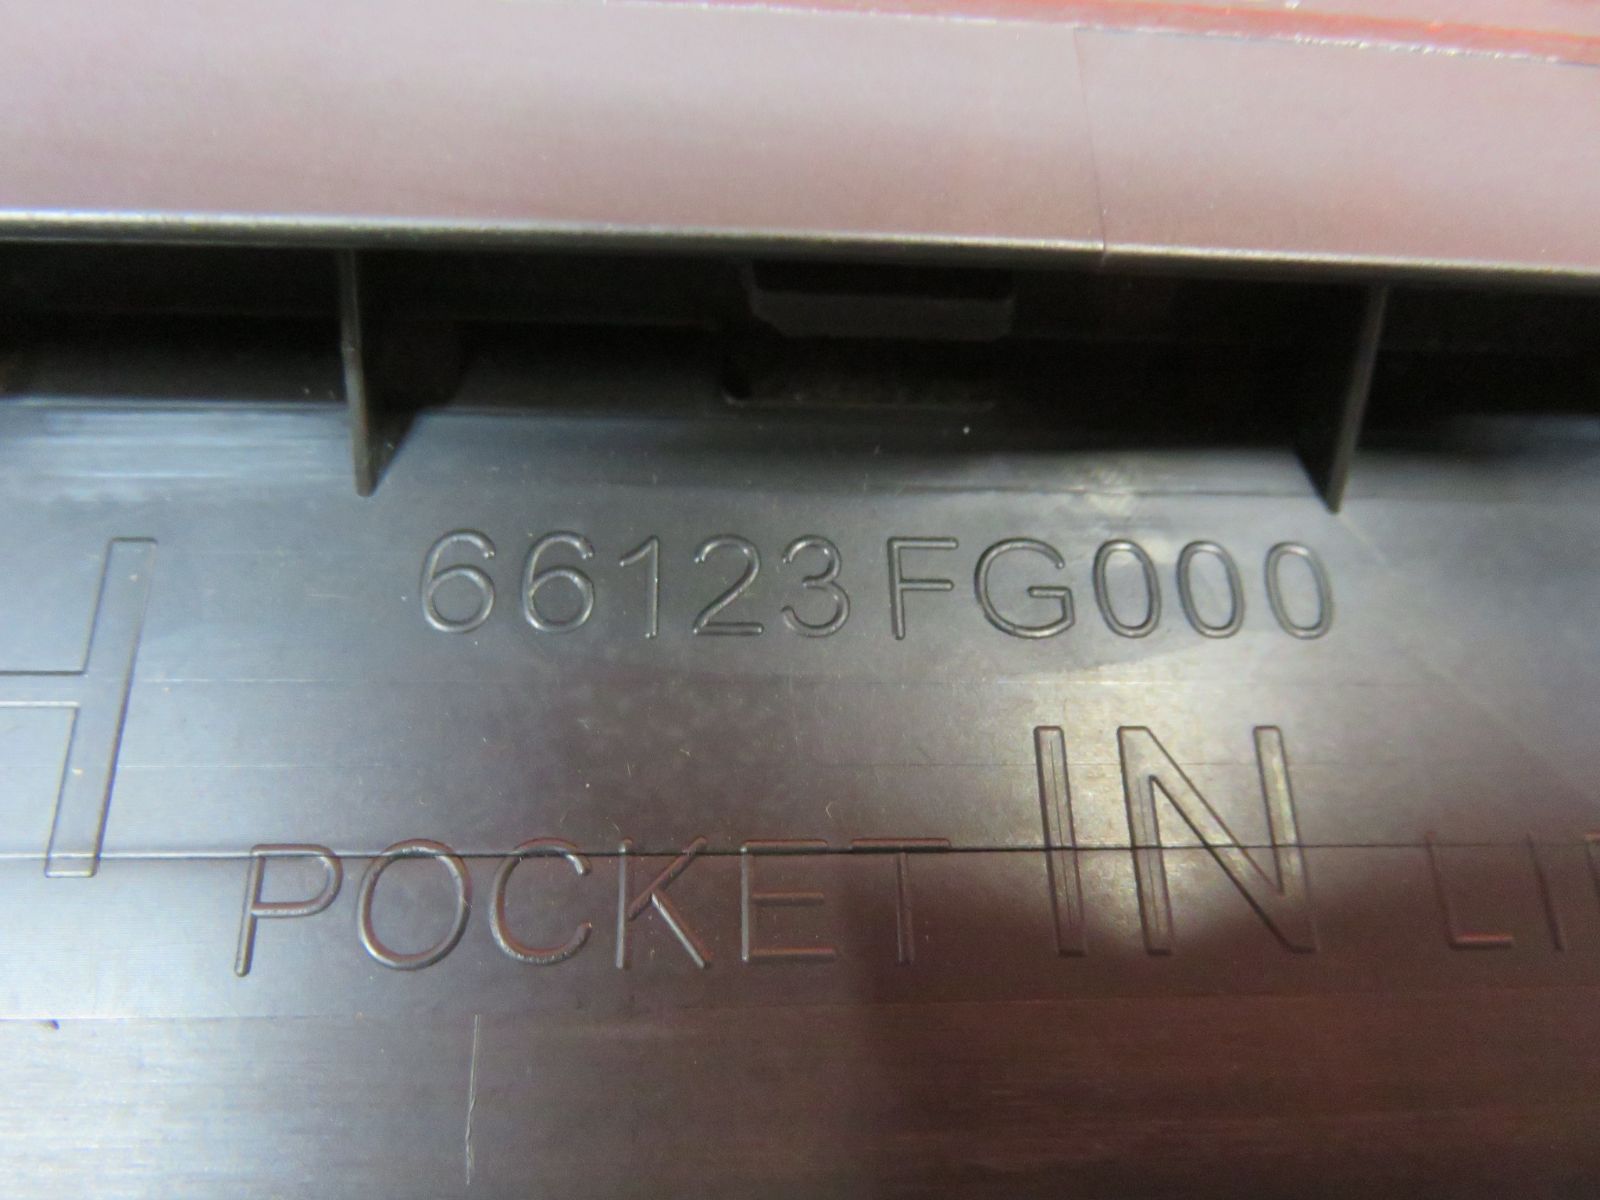 H
66123FG000
POCKET IN